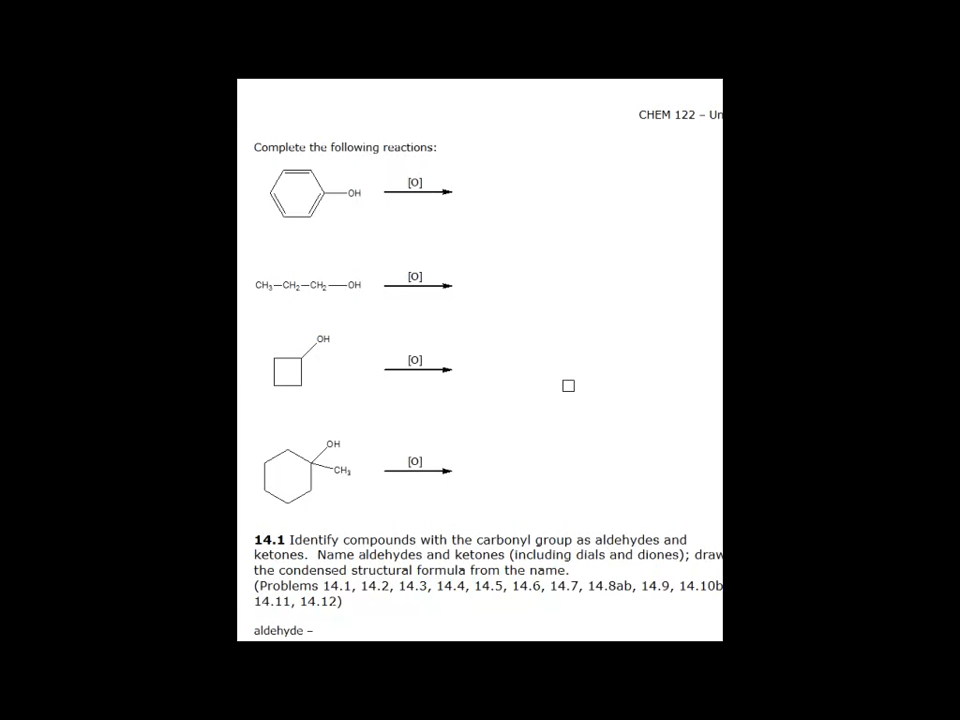 CHEM 122 – Un
Complete the following reactions:
OH
[O]
CH₃—CH₂—CH₂—OH
[O]
OH
[O]
OH
CH₃
[O]
14.1 Identify compounds with the carbonyl group as aldehydes and
ketones. Name aldehydes and ketones (including dials and diones); draw
the condensed structural formula from the name.
(Problems 14.1, 14.2, 14.3, 14.4, 14.5, 14.6, 14.7, 14.8ab, 14.9, 14.10b
14.11, 14.12)
aldehyde –